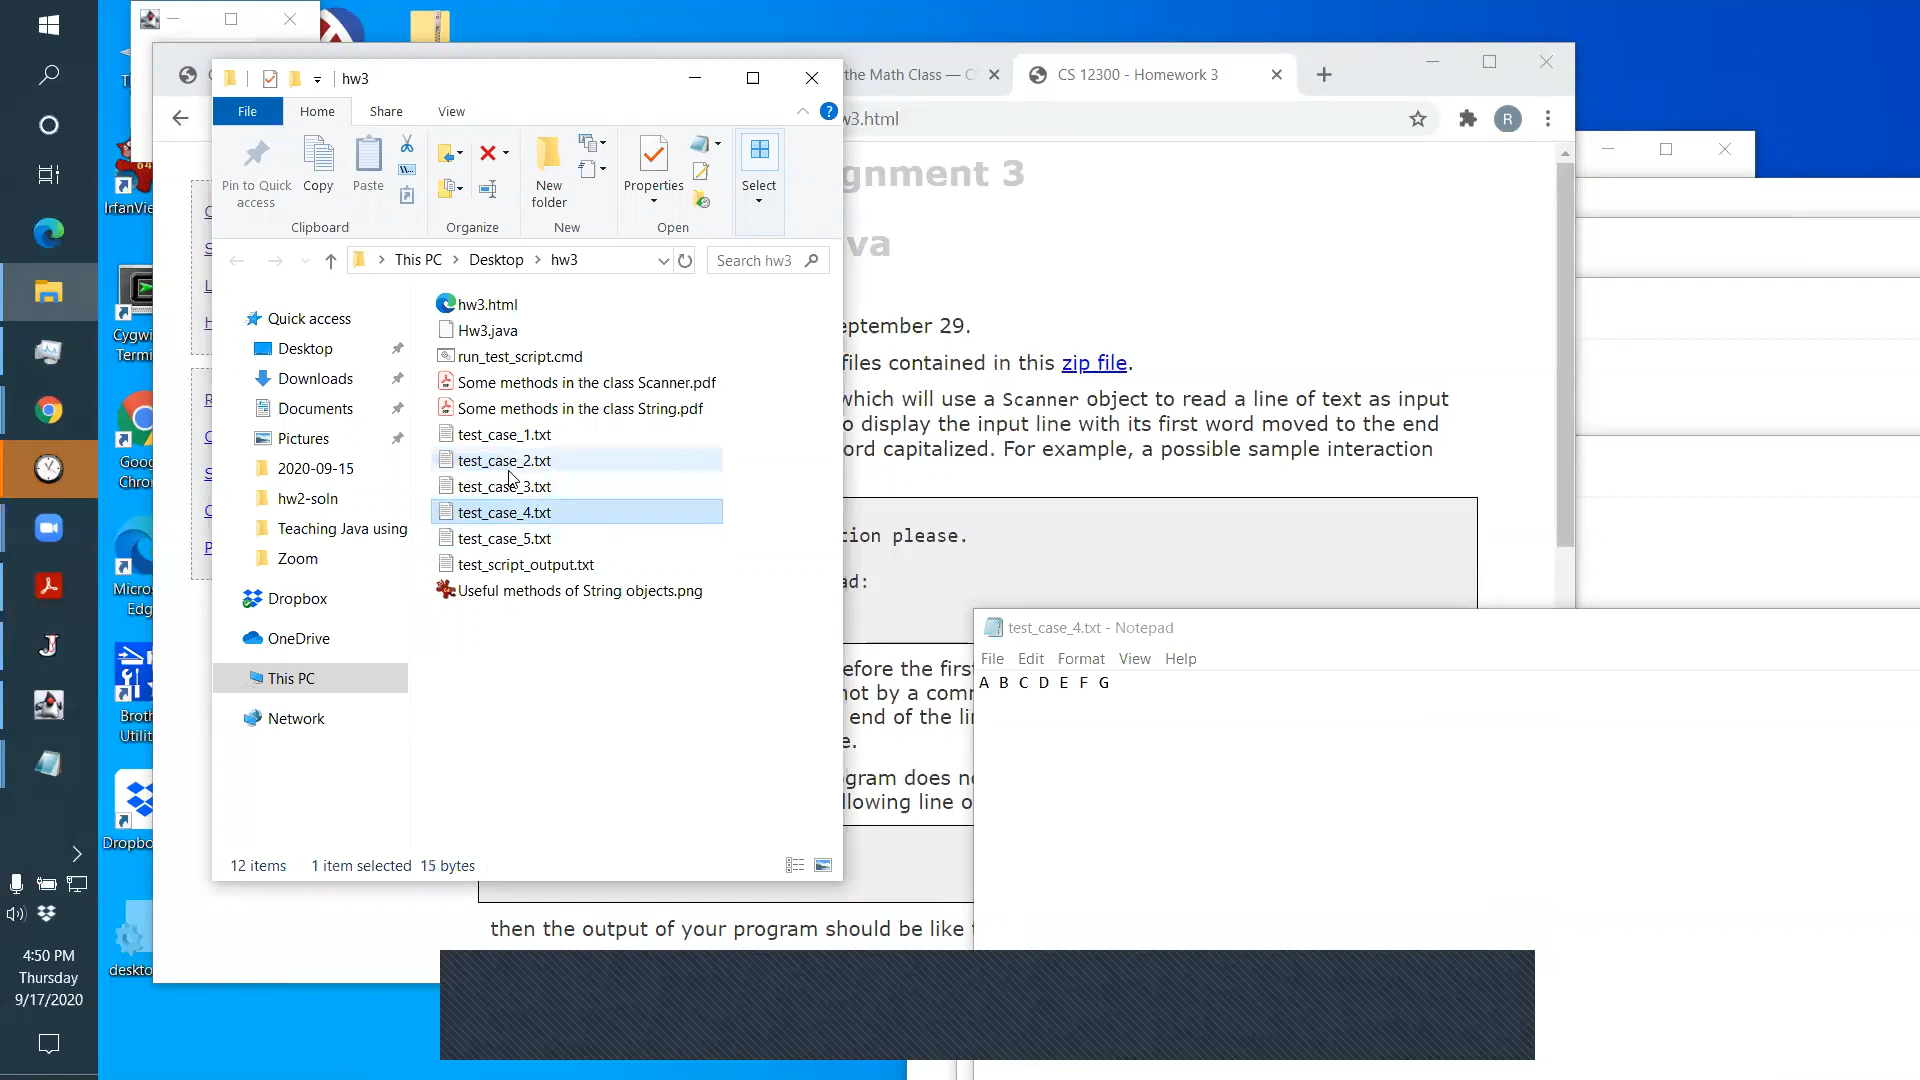 hw3
File
Home
Share
View
Pin to Quick access
Copy
Paste
New folder
Properties
Select
Clipboard
Organize
New
Open
This PC > Desktop > hw3
Search hw3
Quick access
Desktop
Downloads
Documents
Pictures
2020-09-15
hw2-soln
Teaching Java using
Zoom
Dropbox
OneDrive
This PC
Network
hw3.html
Hw3.java
run_test_script.cmd
Some methods in the class Scanner.pdf
Some methods in the class String.pdf
test_case_1.txt
test_case_2.txt
test_case_3.txt
test_case_4.txt
test_case_5.txt
test_script_output.txt
Useful methods of String objects.png
12 items
1 item selected
15 bytes
the Math Class —
CS 12300 - Homework 3
w3.html
R
gnment 3
va
eptember 29.
files contained in this zip file.
which will use a Scanner object to read a line of text as input
o display the input line with its first word moved to the end
ord capitalized. For example, a possible sample interaction
tion please.
ad:
efore the first
not by a comm
end of the lin
e.
gram does no
llowing line o
then the output of your program should be like
test_case_4.txt - Notepad
File
Edit
Format
View
Help
A B C D E F G
IrfanVie
Cygwin
Termi
Goog
Chro
Micro
Edg
Broth
Utilit
Dropbo
deskto
4:50 PM
Thursday
9/17/2020